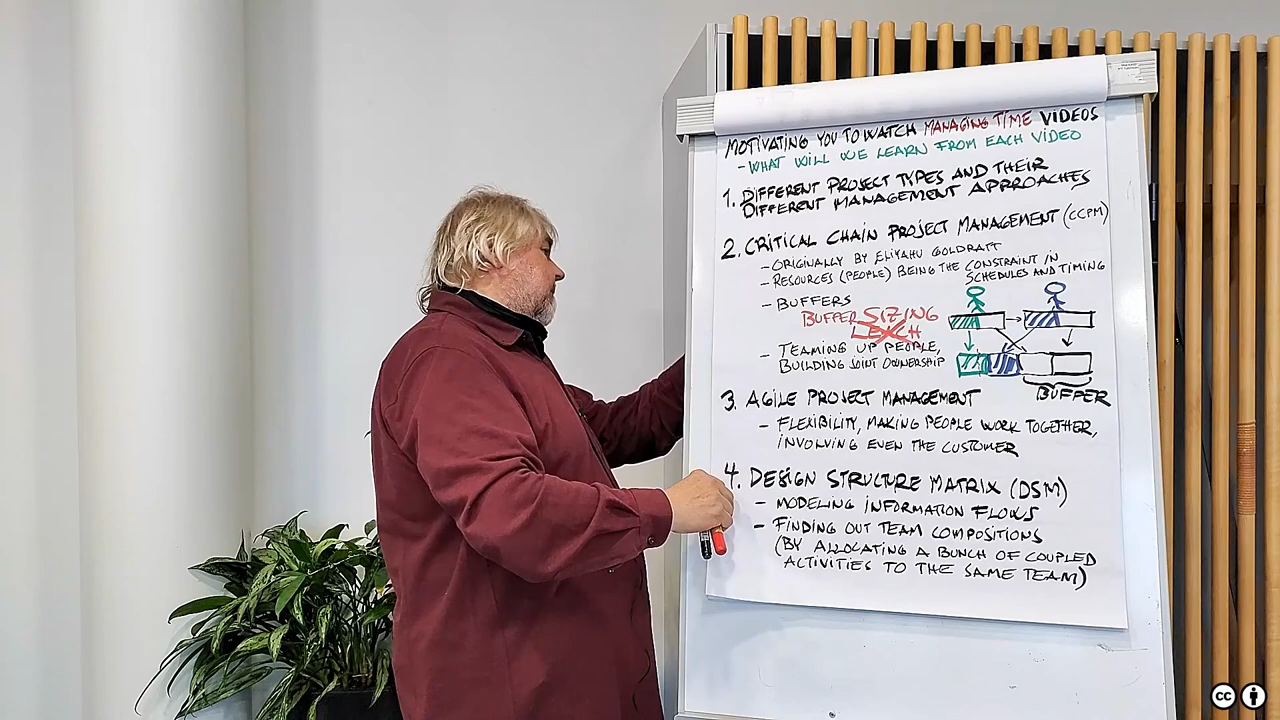 MOTIVATING YOU TO WATCH MANAGING TIME VIDEOS
- WHAT WILL WE LEARN FROM EACH VIDEO
1. DIFFERENT PROJECT TYPES AND THEIR
DIFFERENT MANAGEMENT APPROACHES
2. CRITICAL CHAIN PROJECT MANAGEMENT (CCPM)
- ORIGINALLY BY ELIYAHU GOLDRATT
- RESOURCES (PEOPLE) BEING THE CONSTRAINT IN
SCHEDULES AND TIMING
- BUFFERS
BUFFER SIZING
- TEAMING UP PEOPLE,
BUILDING JOINT OWNERSHIP
BUFFER
3. AGILE PROJECT MANAGEMENT
- FLEXIBILITY, MAKING PEOPLE WORK TOGETHER,
INVOLVING EVEN THE CUSTOMER
4. DESIGN STRUCTURE MATRIX (DSM)
- MODELING INFORMATION FLOWS
- FINDING OUT TEAM COMPOSITIONS
(BY ALLOCATING A BUNCH OF COUPLED
ACTIVITIES TO THE SAME TEAM)
cc